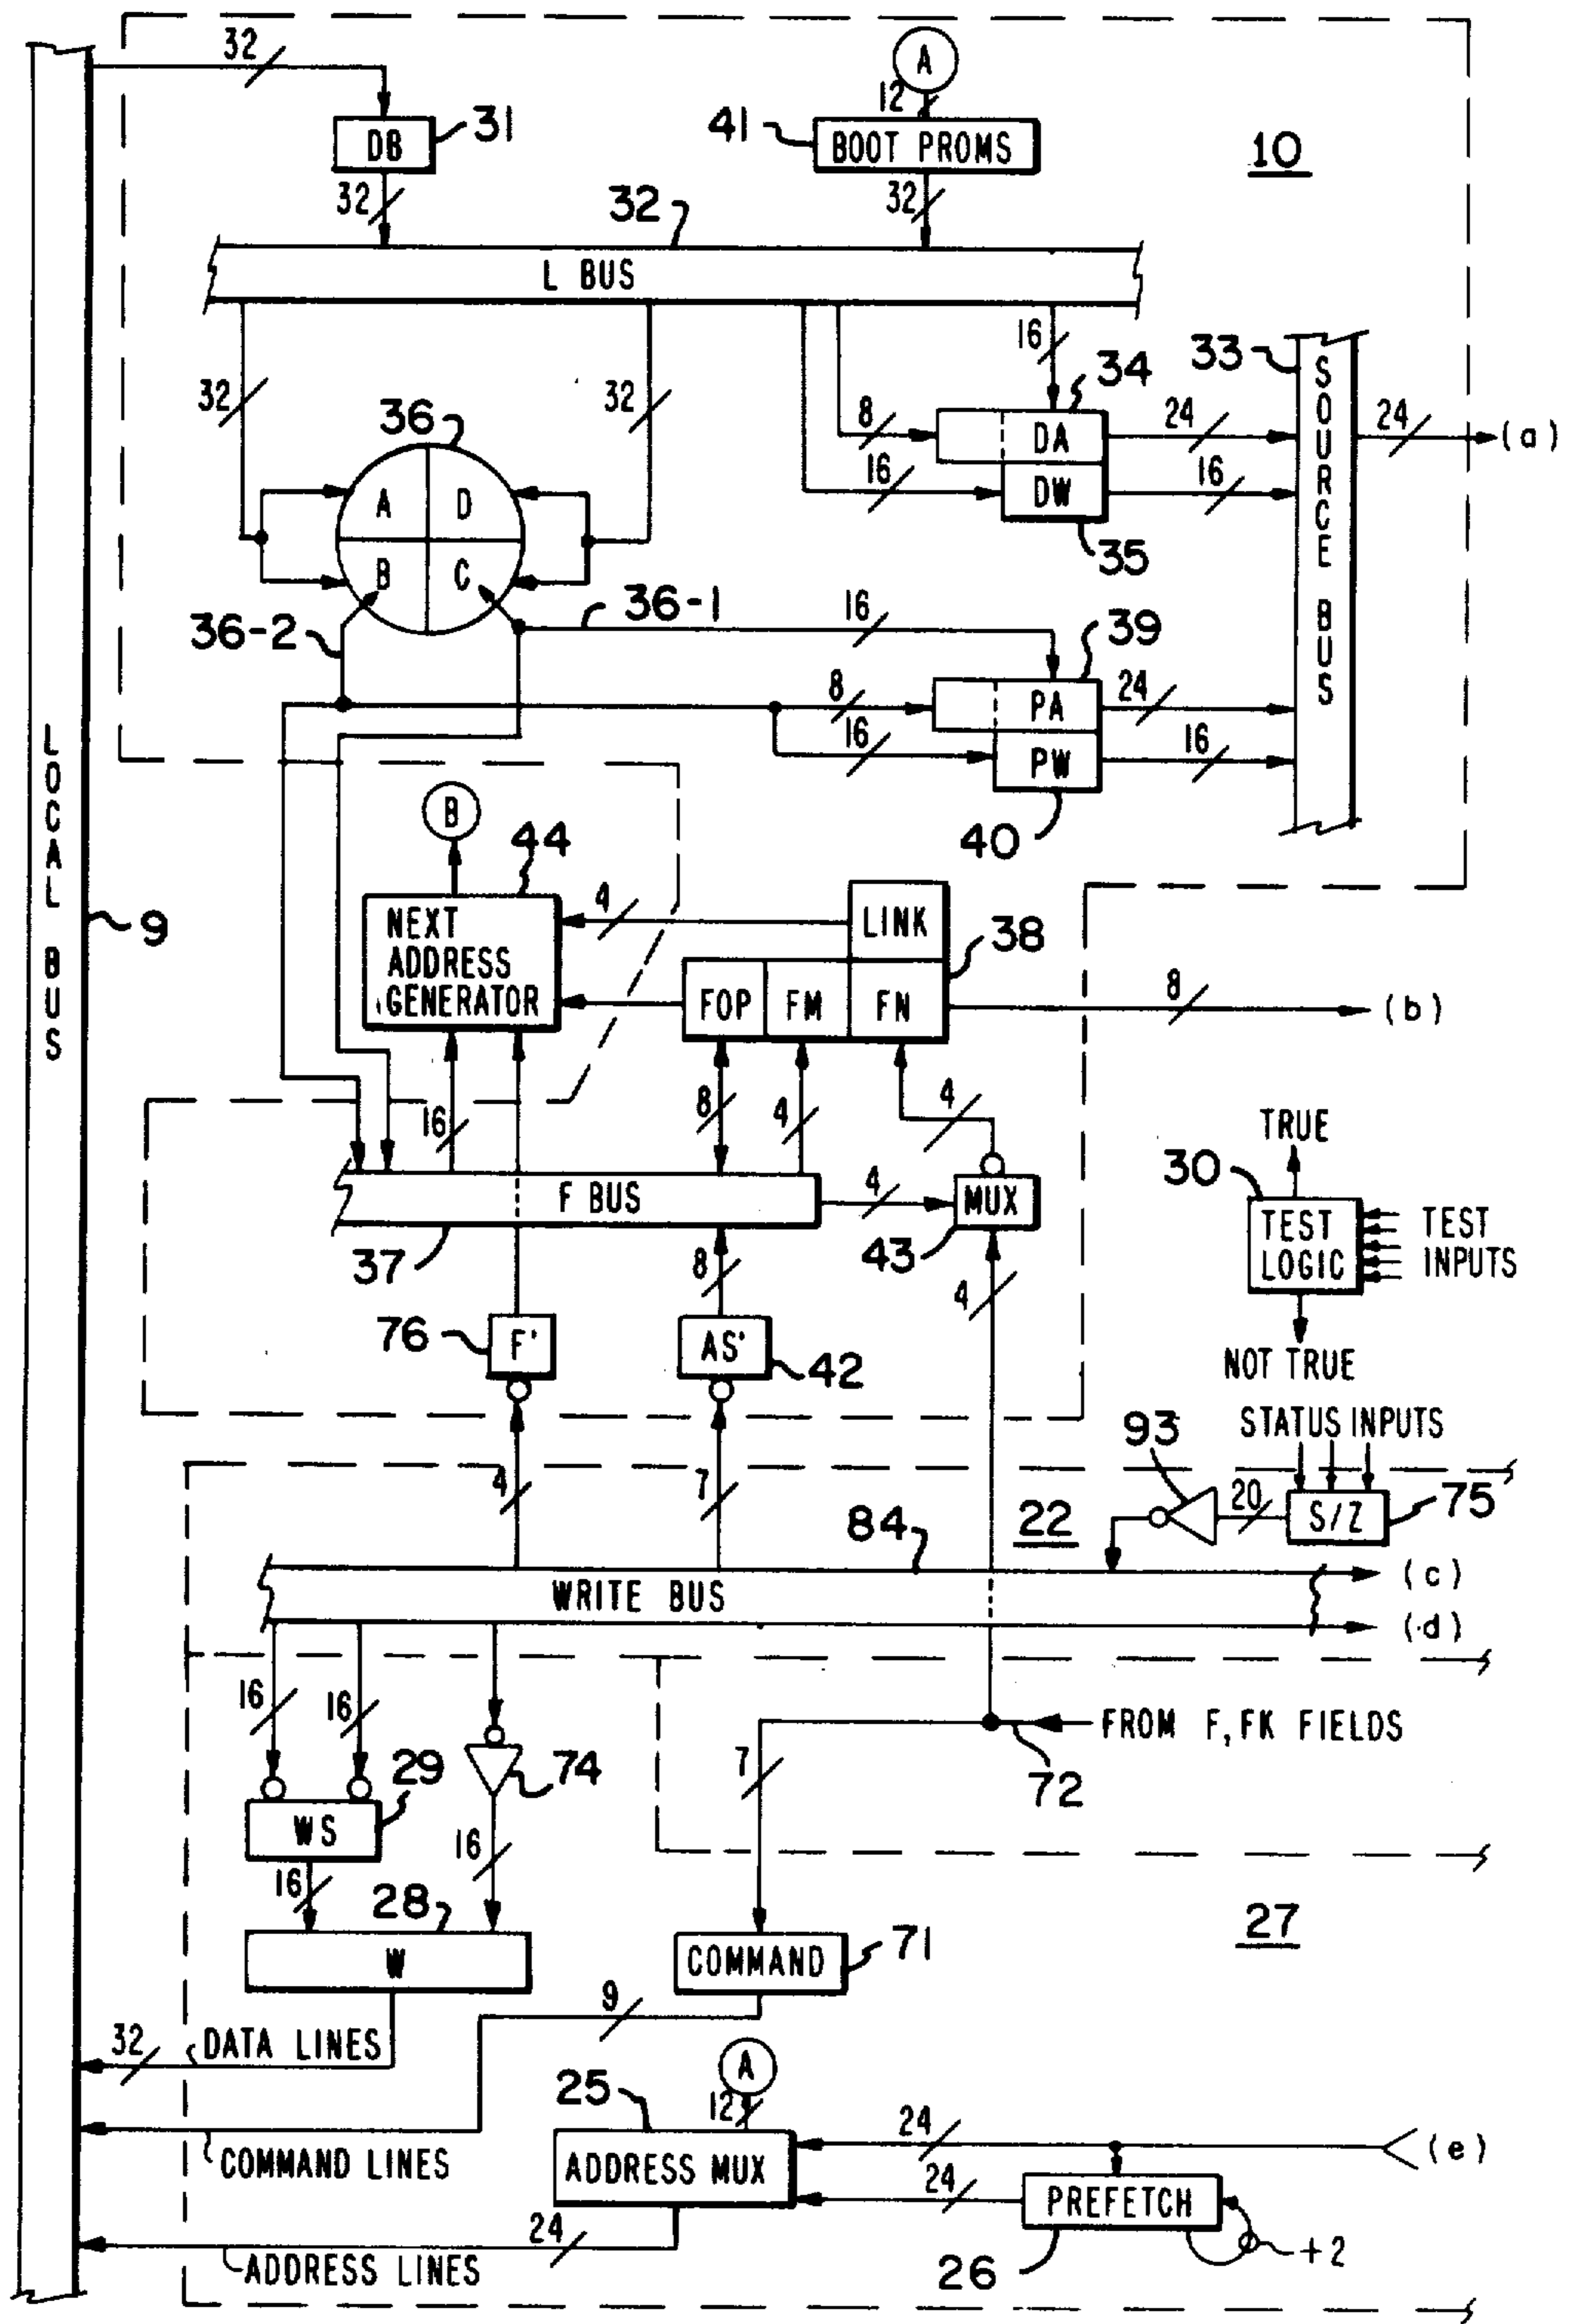 32
A
12
DB
31
41
BOOT PROMS
10
32
32
32
L BUS
16
33
34
32
32
36
8
DA
24
SOURCE BUS
24
(a)
A
D
16
DW
16
35
B
C
36-2
36-1
16
39
8
PA
24
16
PW
16
40
LOCAL BUS
9
B
44
NEXT
ADDRESS
GENERATOR
4
LINK
38
FOP
FM
FN
8
(b)
16
8
4
4
TRUE
30
F BUS
4
MUX
TEST
LOGIC
TEST
INPUTS
37
43
8
4
76
F'
AS'
42
NOT TRUE
93
STATUS INPUTS
4
7
22
20
S/Z
75
84
WRITE BUS
(c)
(d)
16
16
FROM F, FK FIELDS
29
74
7
72
WS
16
16
28
27
W
COMMAND
71
9
32
DATA LINES
A
25
12
24
(e)
COMMAND LINES
ADDRESS MUX
24
PREFETCH
24
26
+2
ADDRESS LINES